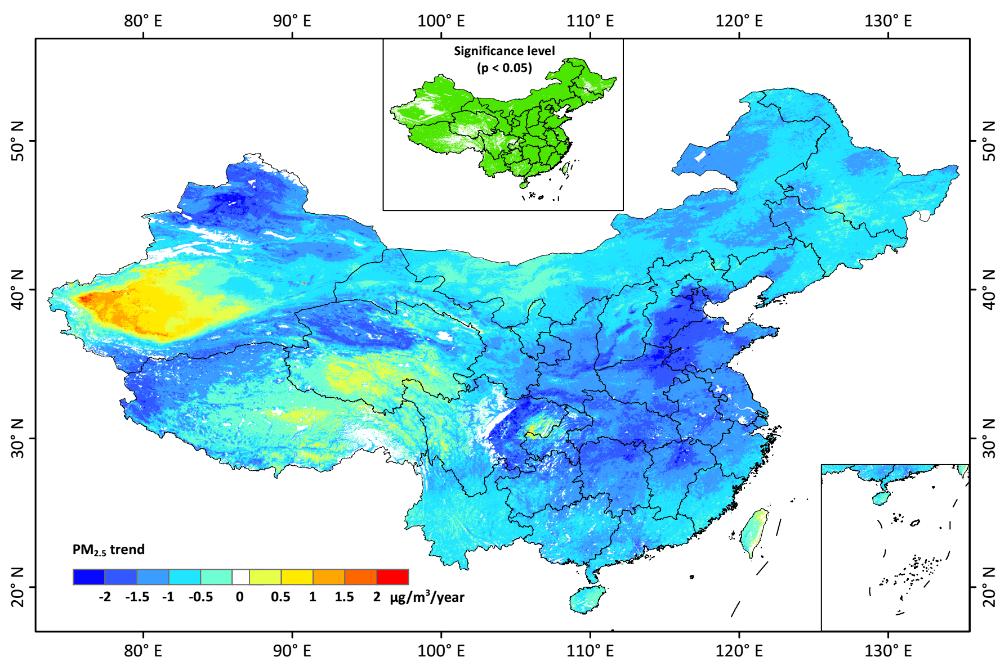 80° E 90° E 100° E 110° E 120° E 130° E
Significance level
(p < 0.05)
50° N 50° N
40° N 40° N
30° N 30° N
PM₂.₅ trend
20° N 20° N
-2 -1.5 -1 -0.5 0 0.5 1 1.5 2 µg/m³/year
80° E 90° E 100° E 110° E 120° E 130° E